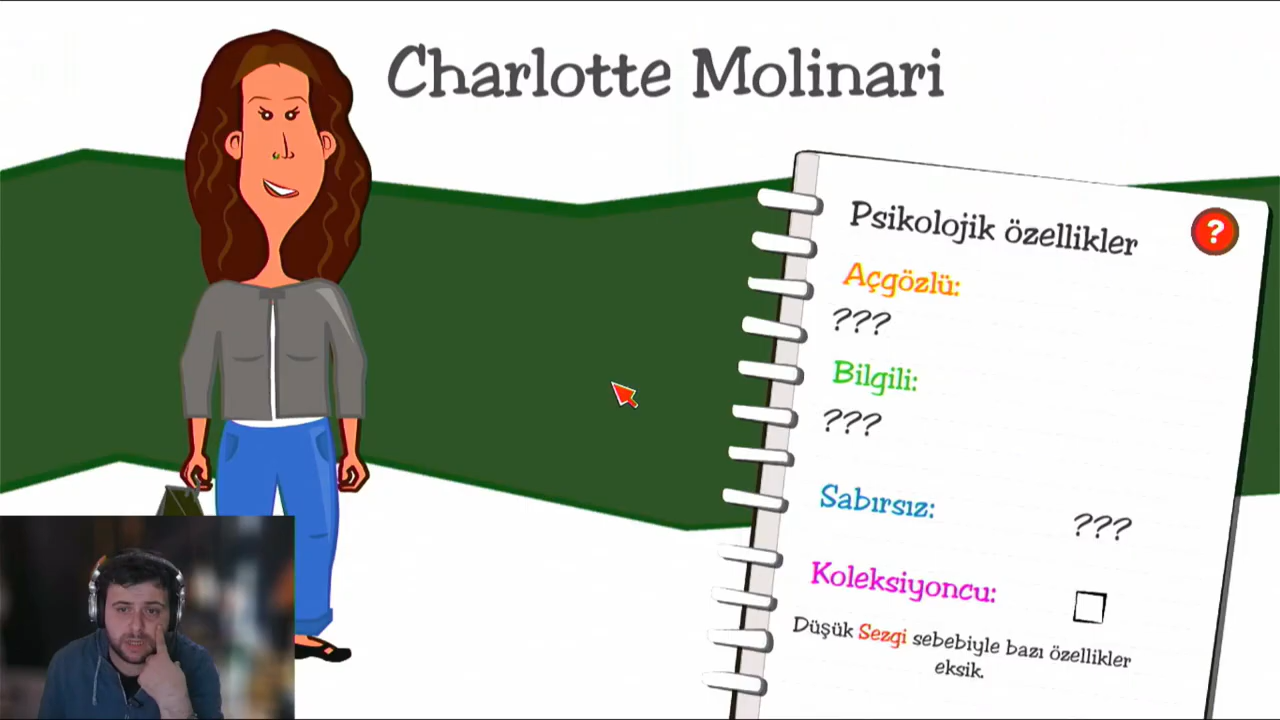 Charlotte Molinari
Psikolojik özellikler
?
Açgözlü:
???
Bilgili:
???
Sabırsız:
???
Koleksiyoncu:
Düşük Sezgi sebebiyle bazı özellikler
eksik.